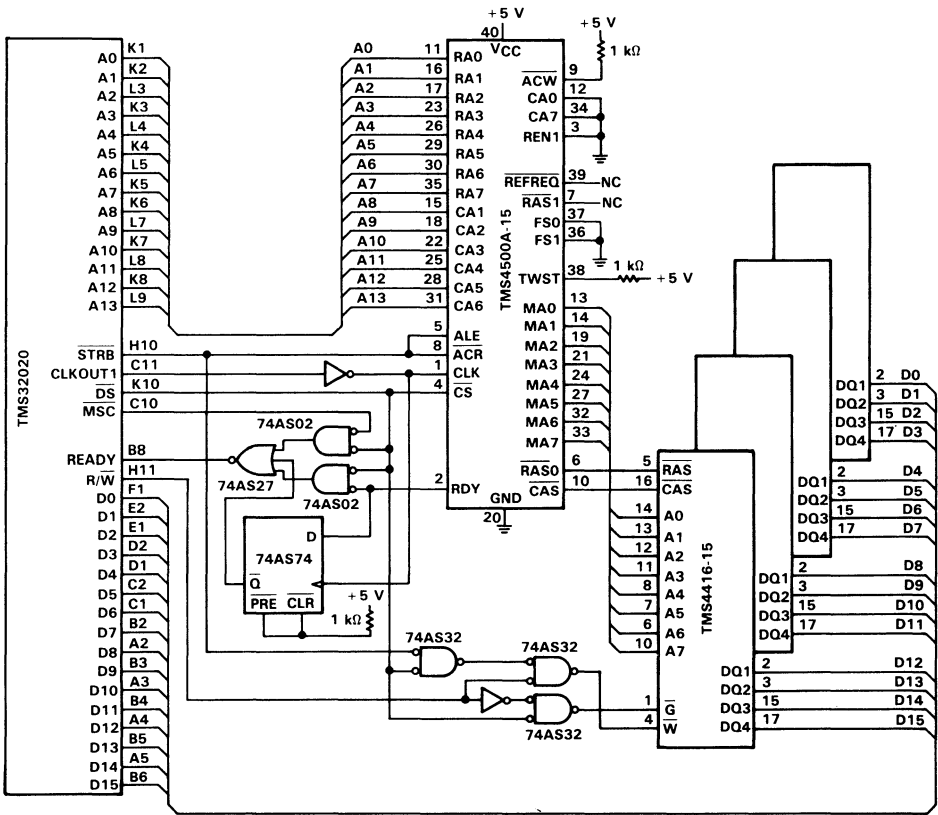 TMS32020
A0 K1
A1 K2
A2 L3
A3 K3
A4 L4
A5 K4
A6 L5
A7 K5
A8 K6
A9 L7
A10 K7
A11 L8
A12 K8
A13 L9
STRB H10
CLKOUT1 C11
DS K10
MSC C10
READY B8
R/W H11
D0 F1
D1 E2
D2 E1
D3 D2
D4 D1
D5 C2
D6 C1
D7 B2
D8 A2
D9 B3
D10 A3
D11 B4
D12 A4
D13 B5
D14 A5
D15 B6
+5 V
40
VCC
TMS4500A-15
A0 11 RA0
A1 16 RA1
A2 17 RA2
A3 23 RA3
A4 26 RA4
A5 29 RA5
A6 30 RA6
A7 35 RA7
A8 15 CA1
A9 18 CA2
A10 22 CA3
A11 25 CA4
A12 28 CA5
A13 31 CA6
5 ALE
8 ACR
1 CLK
4 CS
2 RDY
GND
20
+5 V
1 kΩ
ACW 9
CA0 12
CA7 34
REN1 3
REFREQ 39 NC
RAS1 7 NC
FS0 37
FS1 36
TWST 38 1 kΩ +5 V
MA0 13
MA1 14
MA2 19
MA3 21
MA4 24
MA5 27
MA6 32
MA7 33
RAS0 6
CAS 10
74AS02
74AS27
74AS02
D
74AS74
Q
PRE CLR
+5 V
1 kΩ
74AS32
74AS32
74AS32
TMS4416-15
5 RAS
16 CAS
14 A0
13 A1
12 A2
11 A3
8 A4
7 A5
6 A6
10 A7
1 G
4 W
DQ1 2 D0
DQ2 3 D1
DQ3 15 D2
DQ4 17 D3
DQ1 2 D4
DQ2 3 D5
DQ3 15 D6
DQ4 17 D7
DQ1 2 D8
DQ2 3 D9
DQ3 15 D10
DQ4 17 D11
DQ1 2 D12
DQ2 3 D13
DQ3 15 D14
DQ4 17 D15